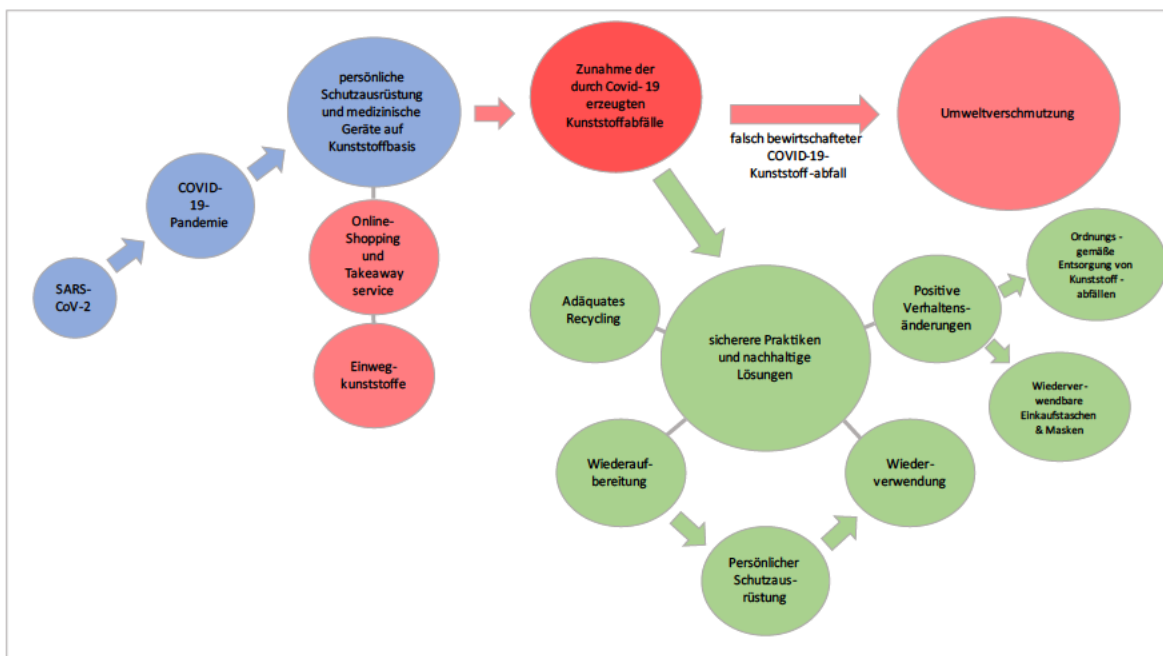 persönliche
Schutzausrüstung
und medizinische
Geräte auf
Kunststoffbasis
Zunahme der
durch Covid- 19
erzeugten
Kunststoffabfälle
Umweltverschmutzung
falsch bewirtschafteter
COVID-19-
Kunststoff -abfall
COVID-
19-
Pandemie
SARS-
CoV-2
Online-
Shopping
und
Takeaway
service
Einweg-
kunststoffe
Adäquates
Recycling
sicherere Praktiken
und nachhaltige
Lösungen
Positive
Verhaltens-
änderungen
Ordnungs -
gemäße
Entsorgung von
Kunststoff -
abfällen
Wiederver-
wendbare
Einkaufstaschen
& Masken
Wiederauf-
bereitung
Wieder-
verwendung
Persönlicher
Schutzaus-
rüstung